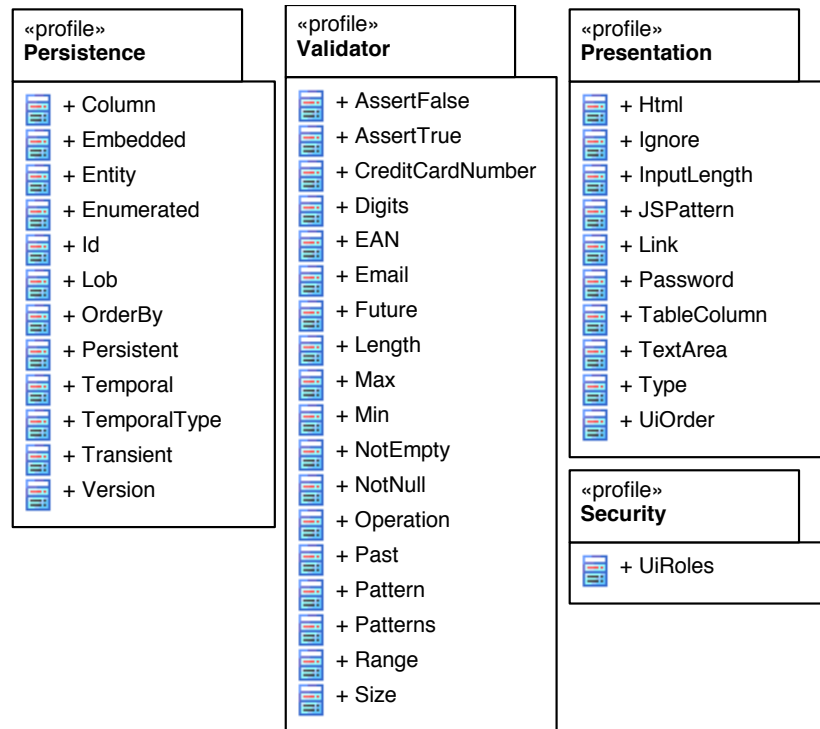 «profile»
Persistence
+ Column
+ Embedded
+ Entity
+ Enumerated
+ Id
+ Lob
+ OrderBy
+ Persistent
+ Temporal
+ TemporalType
+ Transient
+ Version
«profile»
Validator
+ AssertFalse
+ AssertTrue
+ CreditCardNumber
+ Digits
+ EAN
+ Email
+ Future
+ Length
+ Max
+ Min
+ NotEmpty
+ NotNull
+ Operation
+ Past
+ Pattern
+ Patterns
+ Range
+ Size
«profile»
Presentation
+ Html
+ Ignore
+ InputLength
+ JSPattern
+ Link
+ Password
+ TableColumn
+ TextArea
+ Type
+ UiOrder
«profile»
Security
+ UiRoles